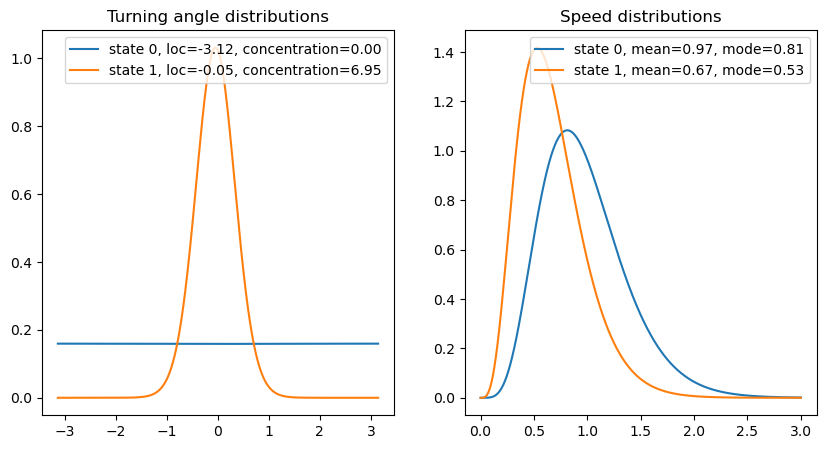 Turning angle distributions
state 0, loc=-3.12, concentration=0.00
state 1, loc=-0.05, concentration=6.95
1.0
0.8
0.6
0.4
0.2
0.0
−3 −2 −1 0 1 2 3
Speed distributions
state 0, mean=0.97, mode=0.81
state 1, mean=0.67, mode=0.53
1.4
1.2
1.0
0.8
0.6
0.4
0.2
0.0
0.0 0.5 1.0 1.5 2.0 2.5 3.0